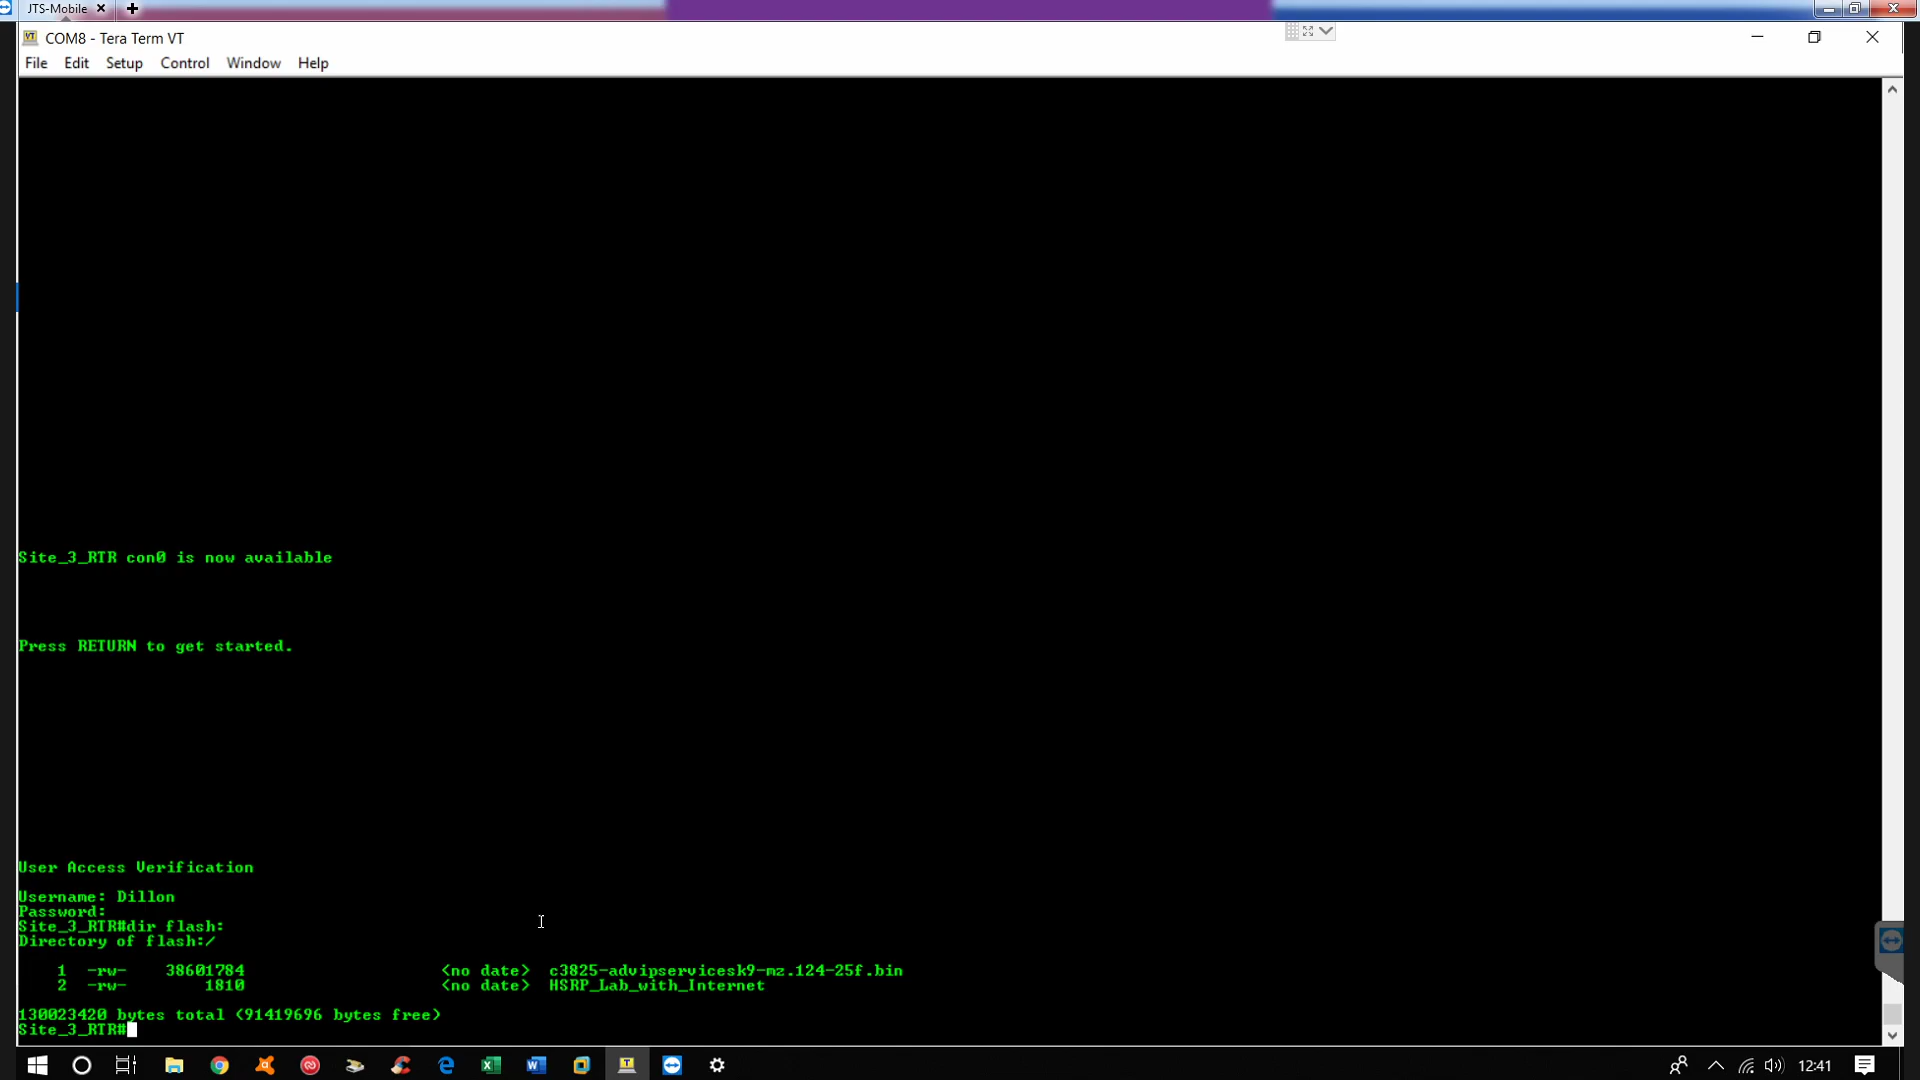 JTS-Mobile
COM8 - Tera Term VT
File Edit Setup Control Window Help
Site_3_RTR con0 is now available
Press RETURN to get started.
User Access Verification
Username: Dillon
Password:
Site_3_RTR#dir flash:
Directory of flash:/
1 -rw- 38601784 <no date> c3825-advipservicesk9-mz.124-25f.bin
2 -rw- 1810 <no date> HSRP_Lab_with_Internet
130023420 bytes total (91419696 bytes free)
Site_3_RTR#
12:41